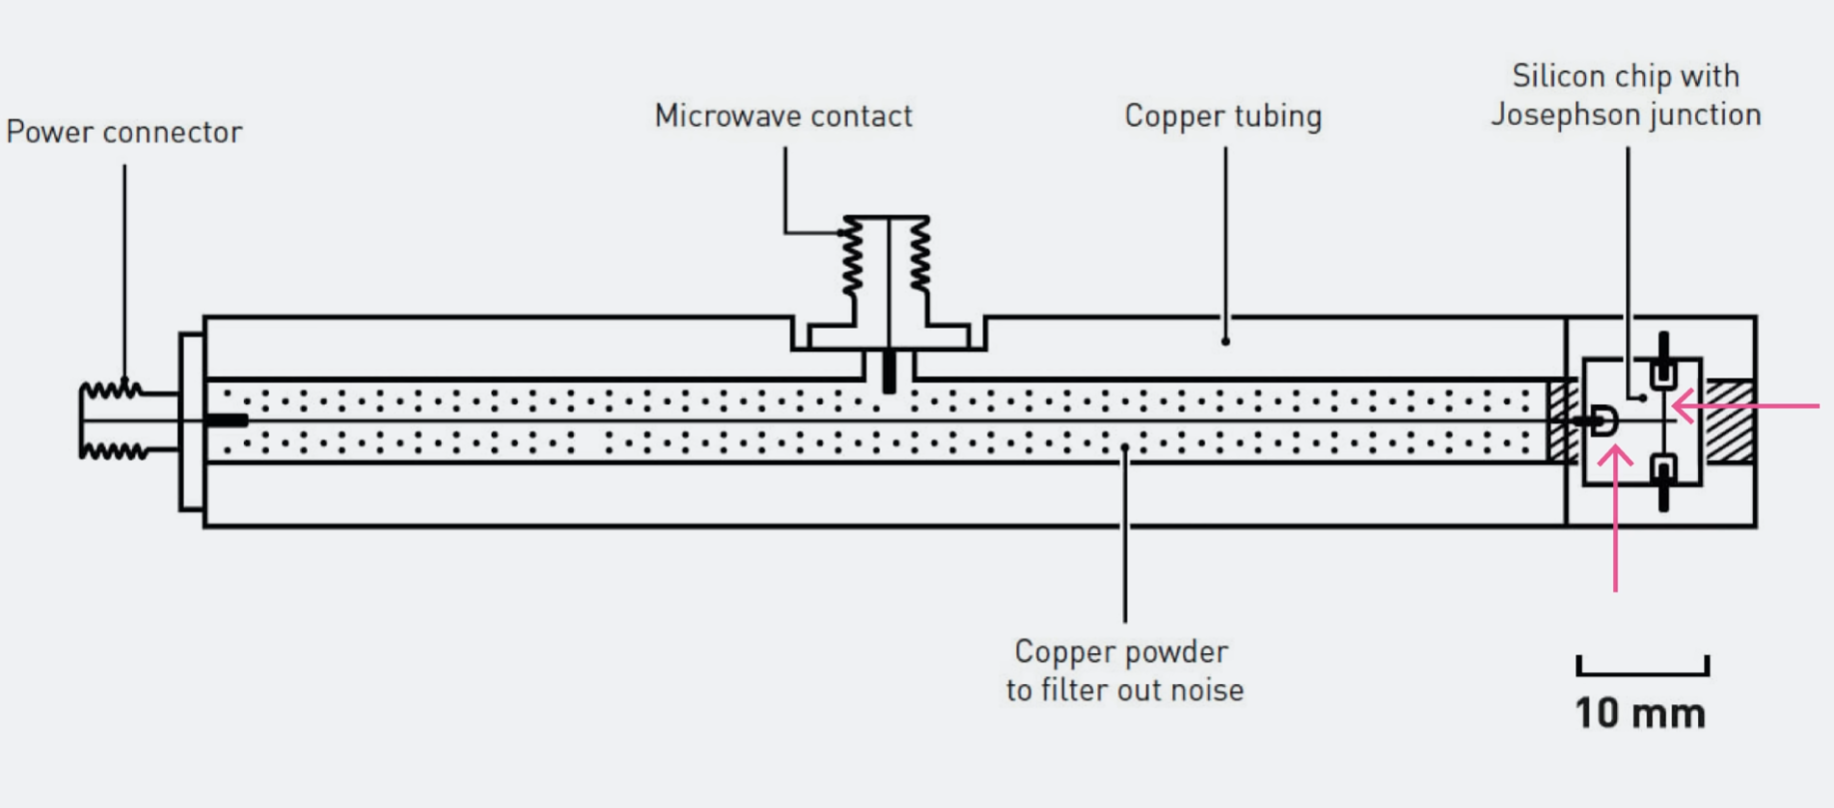 Silicon chip with
Josephson junction
Microwave contact
Copper tubing
Power connector
Copper powder
to filter out noise
10 mm